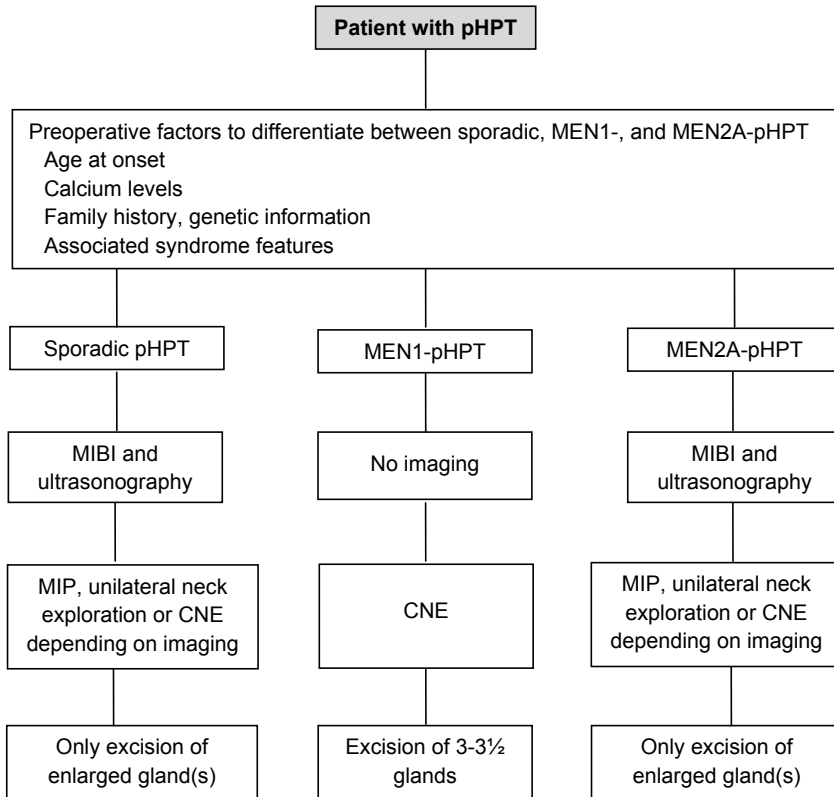 Patient with pHPT
Preoperative factors to differentiate between sporadic, MEN1-, and MEN2A-pHPT
Age at onset
Calcium levels
Family history, genetic information
Associated syndrome features
Sporadic pHPT
MEN1-pHPT
MEN2A-pHPT
MIBI and
ultrasonography
No imaging
MIBI and
ultrasonography
MIP, unilateral neck
exploration or CNE
depending on imaging
CNE
MIP, unilateral neck
exploration or CNE
depending on imaging
Only excision of
enlarged gland(s)
Excision of 3-3½
glands
Only excision of
enlarged gland(s)